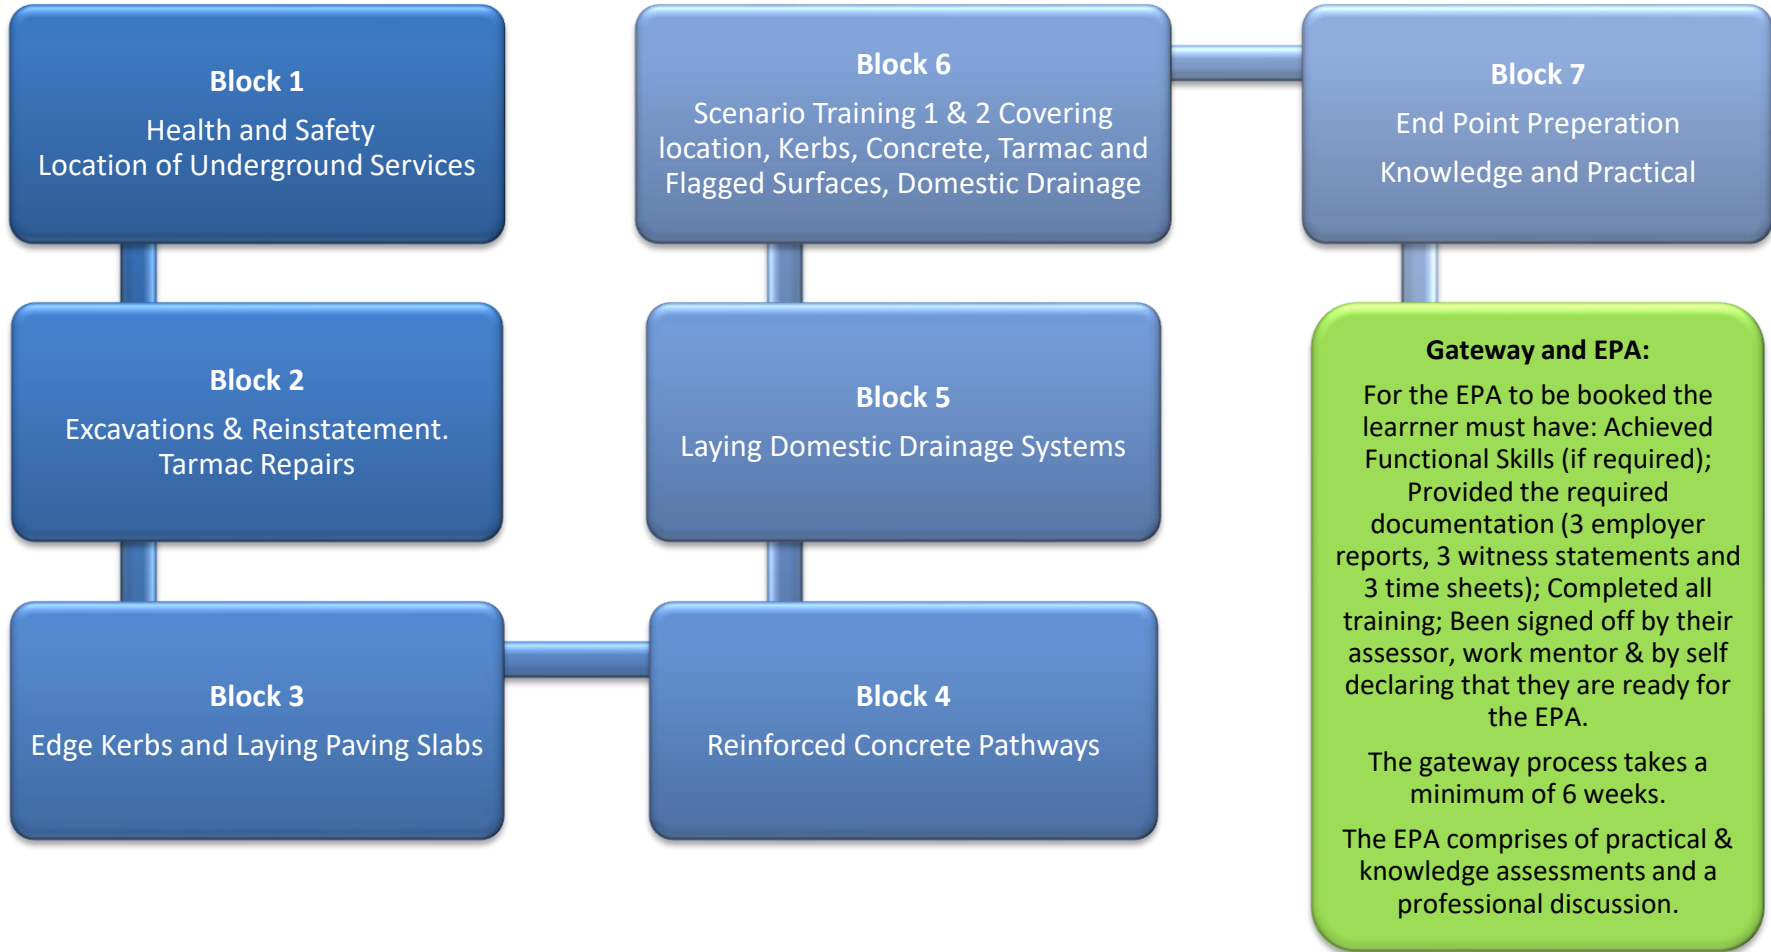 Block 1
Health and Safety
Location of Underground Services
Block 2
Excavations & Reinstatement.
Tarmac Repairs
Block 3
Edge Kerbs and Laying Paving Slabs
Block 4
Reinforced Concrete Pathways
Block 5
Laying Domestic Drainage Systems
Block 6
Scenario Training 1 & 2 Covering
location, Kerbs, Concrete, Tarmac and
Flagged Surfaces, Domestic Drainage
Block 7
End Point Preperation
Knowledge and Practical
Gateway and EPA:
For the EPA to be booked the
learrner must have: Achieved
Functional Skills (if required);
Provided the required
documentation (3 employer
reports, 3 witness statements and
3 time sheets); Completed all
training; Been signed off by their
assessor, work mentor & by self
declaring that they are ready for
the EPA.
The gateway process takes a
minimum of 6 weeks.
The EPA comprises of practical &
knowledge assessments and a
professional discussion.